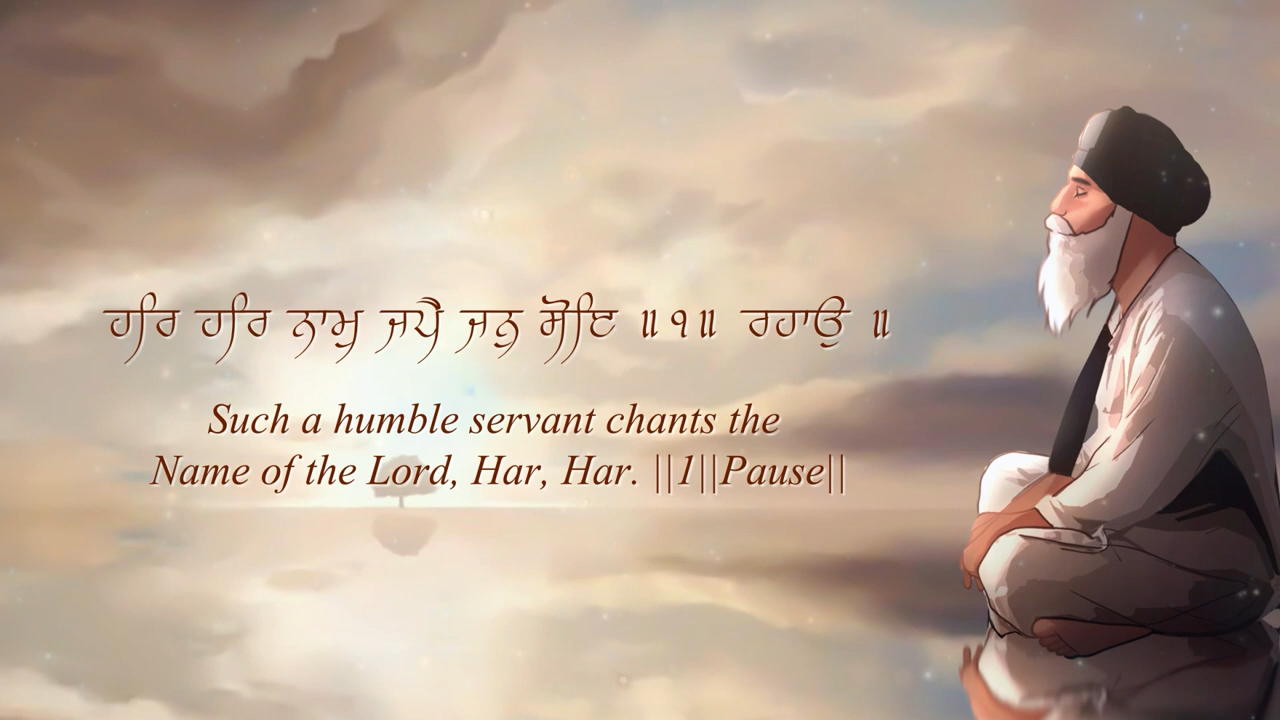 ਹਰਿ ਹਰਿ ਨਾਮੁ ਜਪੈ ਜਨੁ ਸੋਇ ॥੧॥ ਰਹਾਉ ॥
Such a humble servant chants the
Name of the Lord, Har, Har. ||1||Pause||